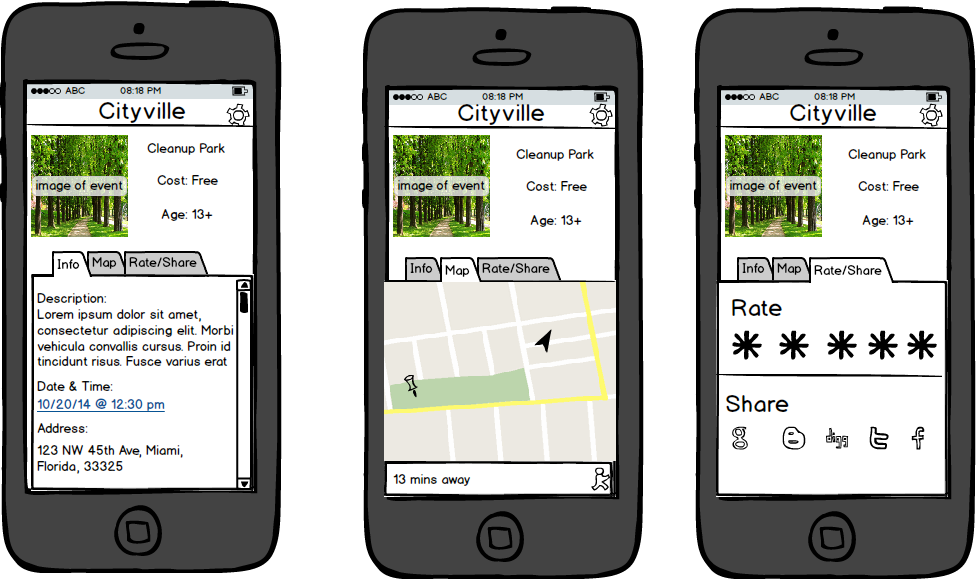 ABC 08:18 PM
Cityville
image of event
Cleanup Park
Cost: Free
Age: 13+
Info Map Rate/Share
Description:
Lorem ipsum dolor sit amet,
consectetur adipiscing elit. Morbi
vehicula convallis cursus. Proin id
tincidunt risus. Fusce varius erat
Date & Time:
10/20/14 @ 12:30 pm
Address:
123 NW 45th Ave, Miami,
Florida, 33325
ABC 08:18 PM
Cityville
image of event
Cleanup Park
Cost: Free
Age: 13+
Info Map Rate/Share
13 mins away
ABC 08:18 PM
Cityville
image of event
Cleanup Park
Cost: Free
Age: 13+
Info Map Rate/Share
Rate
Share
g B digg t f